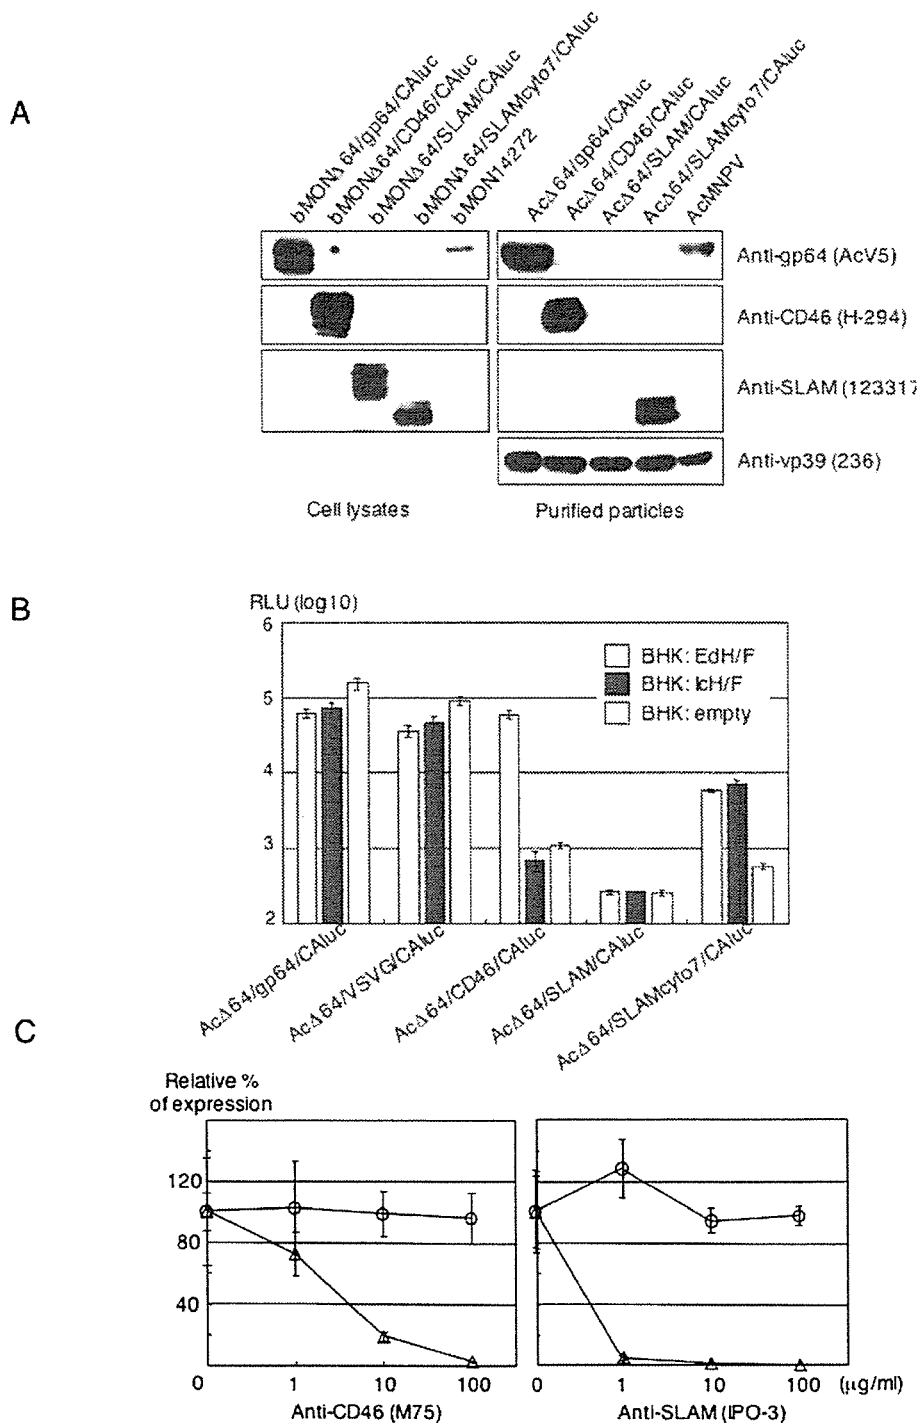 A
bMONΔ64/gp64/CAluc
bMONΔ64/CD46/CAluc
bMONΔ64/SLAM/CAluc
bMONΔ64/SLAMcyto7/CAluc
bMON14272
AcΔ64/gp64/CAluc
AcΔ64/CD46/CAluc
AcΔ64/SLAM/CAluc
AcΔ64/SLAMcyto7/CAluc
AcMNPV
Anti-gp64 (AcV5)
Anti-CD46 (H-294)
Anti-SLAM (123317
Anti-vp39 (236)
Cell lysates
Purified particles
B
RLU (log10)
6
5
4
3
2
BHK: EdH/F
BHK: IcH/F
BHK: empty
AcΔ64/gp64/CAluc
AcΔ64/VSVG/CAluc
AcΔ64/CD46/CAluc
AcΔ64/SLAM/CAluc
AcΔ64/SLAMcyto7/CAluc
C
Relative %
of expression
120
80
40
0 1 10 100
0 1 10 100 (μg/ml)
Anti-CD46 (M75)
Anti-SLAM (IPO-3)